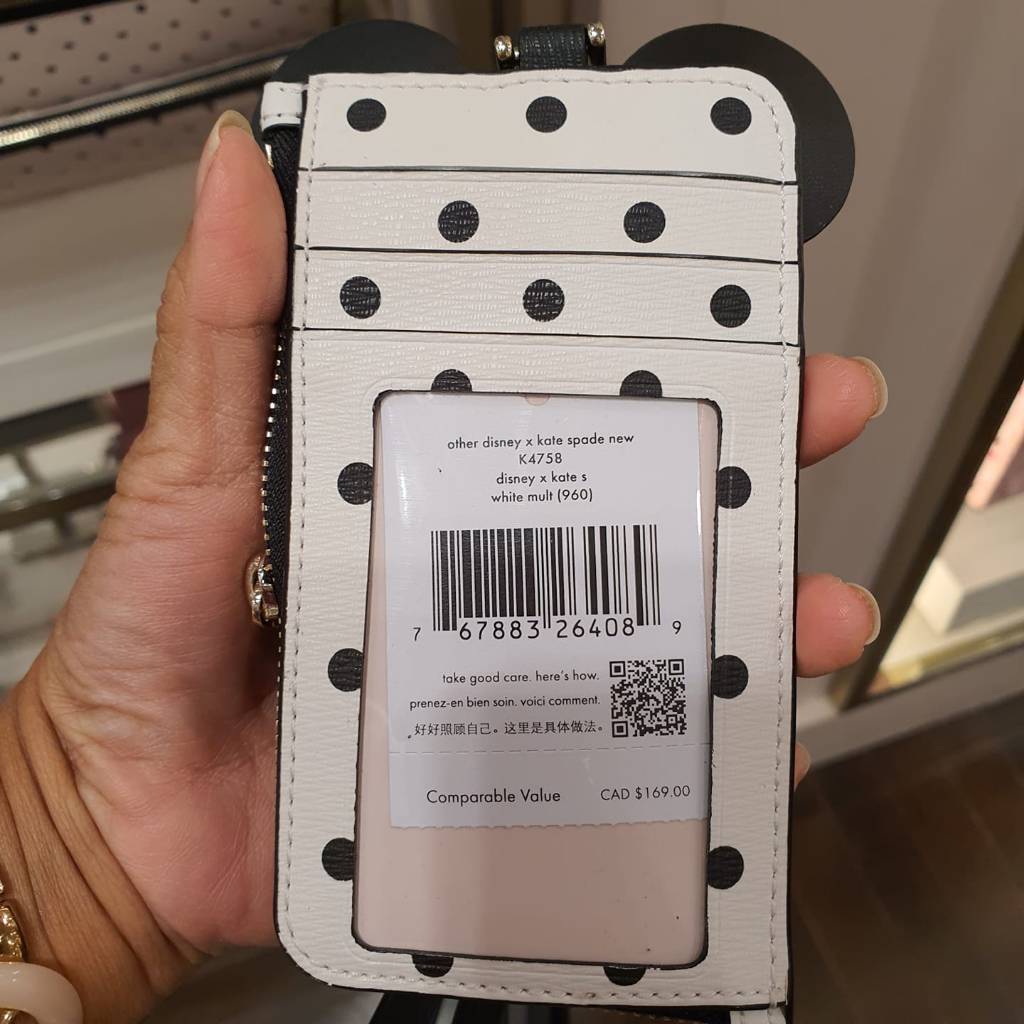 other disney x kate spade new
K4758
disney x kate s
white mult (960)
7 67883 26408 9
take good care. here's how.
prenez-en bien soin. voici comment.
好好照顾自己。这里是具体做法。
Comparable Value CAD $169.00